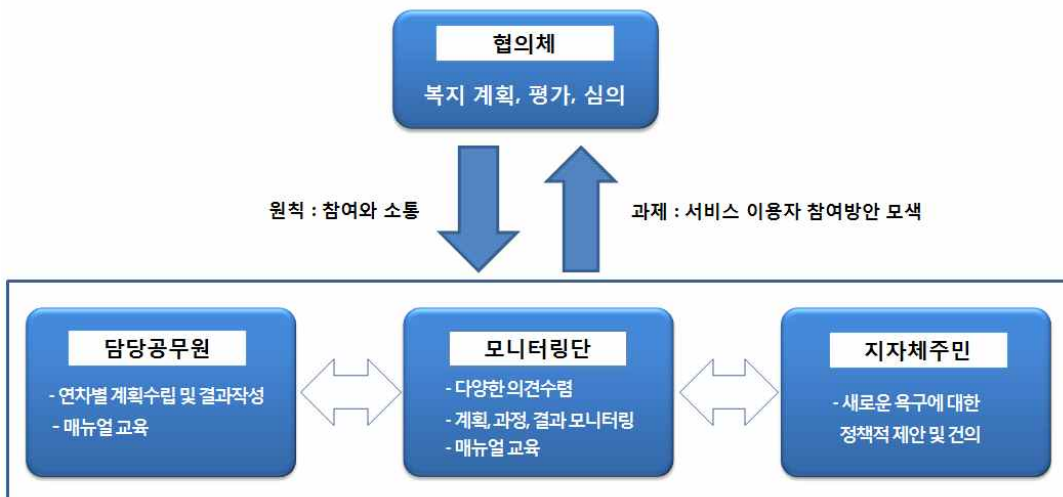 협의체
복지 계획, 평가, 심의
원칙 : 참여와 소통
과제 : 서비스 이용자 참여방안 모색
담당공무원
- 연차별 계획수립 및 결과작성
- 매뉴얼 교육
모니터링단
- 다양한 의견수렴
- 계획, 과정, 결과 모니터링
- 매뉴얼 교육
지자체주민
- 새로운 욕구에 대한
정책적 제안 및 건의